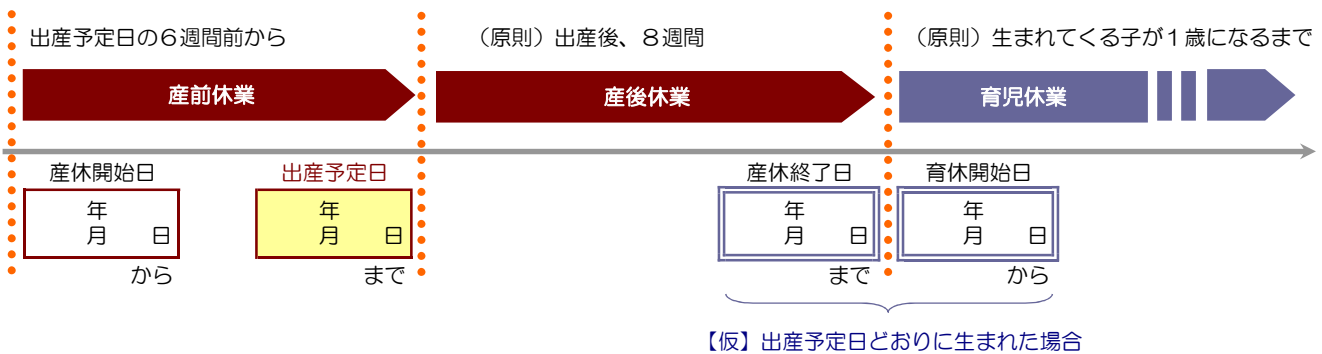 出産予定日の６週間前から
（原則）出産後、８週間
（原則）生まれてくる子が１歳になるまで
産前休業
産後休業
育児休業
産休開始日
出産予定日
産休終了日
育休開始日
年
月　　日
年
月　　日
年
月　　日
年
月　　日
から
まで
まで
から
【仮】出産予定日どおりに生まれた場合